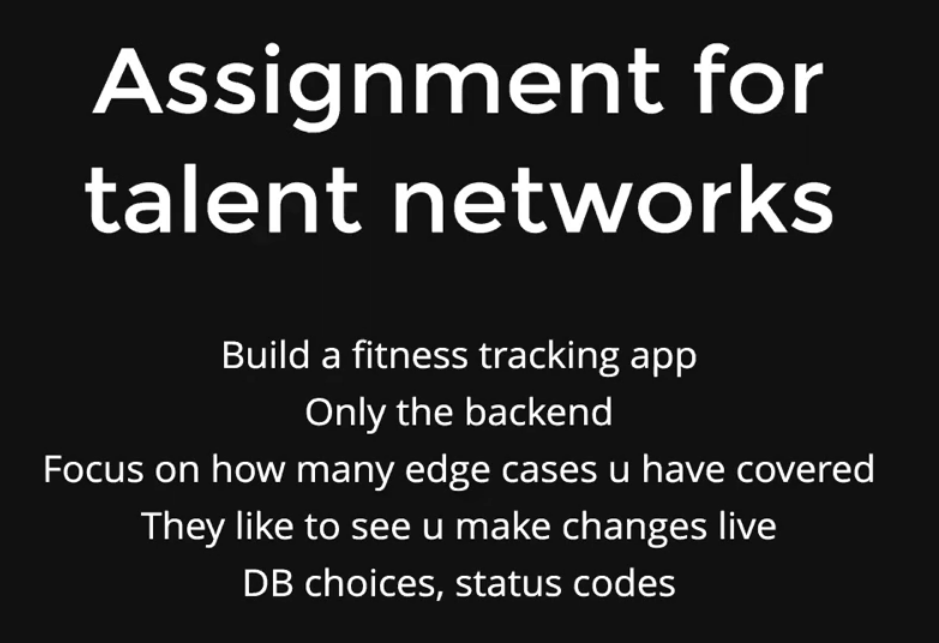 Assignment for
talent networks
Build a fitness tracking app
Only the backend
Focus on how many edge cases u have covered
They like to see u make changes live
DB choices, status codes